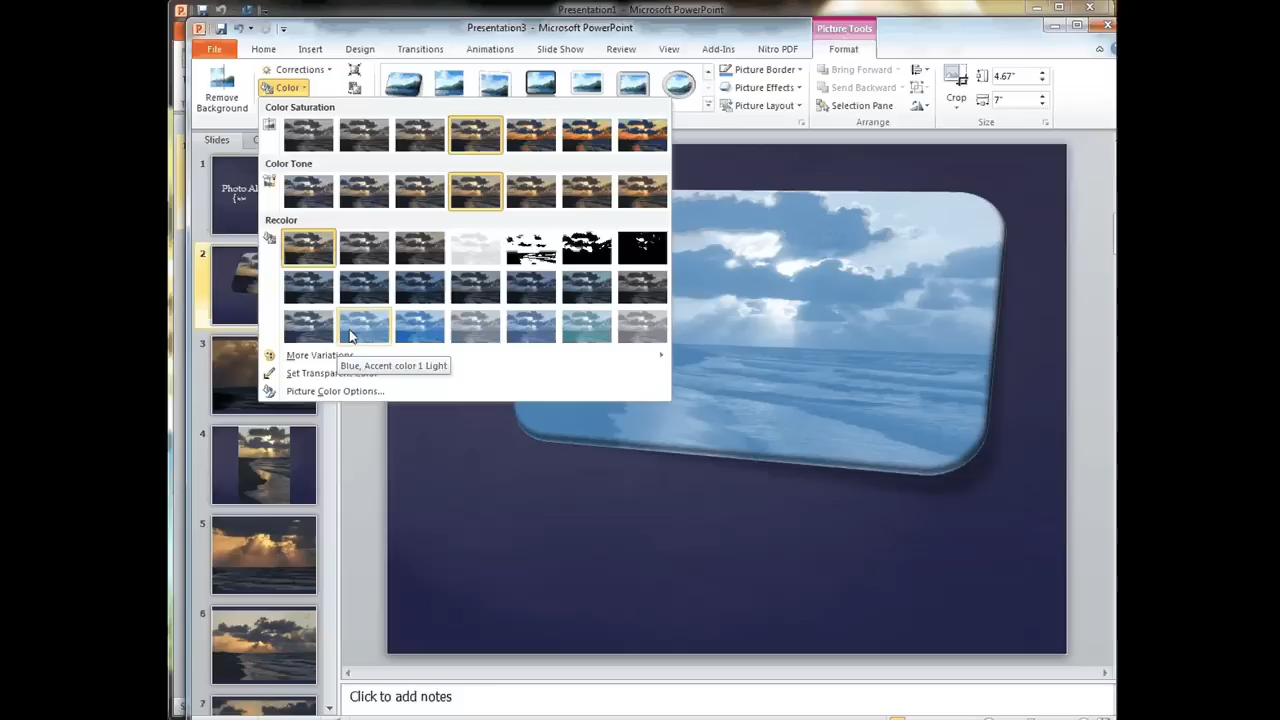 Presentation1 - Microsoft PowerPoint
Presentation3 - Microsoft PowerPoint
Picture Tools
File Home Insert Design Transitions Animations Slide Show Review View Add-Ins Nitro PDF Format
Remove Background
Corrections
Color
Picture Border
Picture Effects
Picture Layout
Bring Forward
Send Backward
Selection Pane
Arrange
Crop
4.67"
7"
Size
Color Saturation
Color Tone
Recolor
More Variations
Set Transparent Color
Picture Color Options...
Blue, Accent color 1 Light
Slides
1
Photo Al
2
3
4
5
6
7
Click to add notes